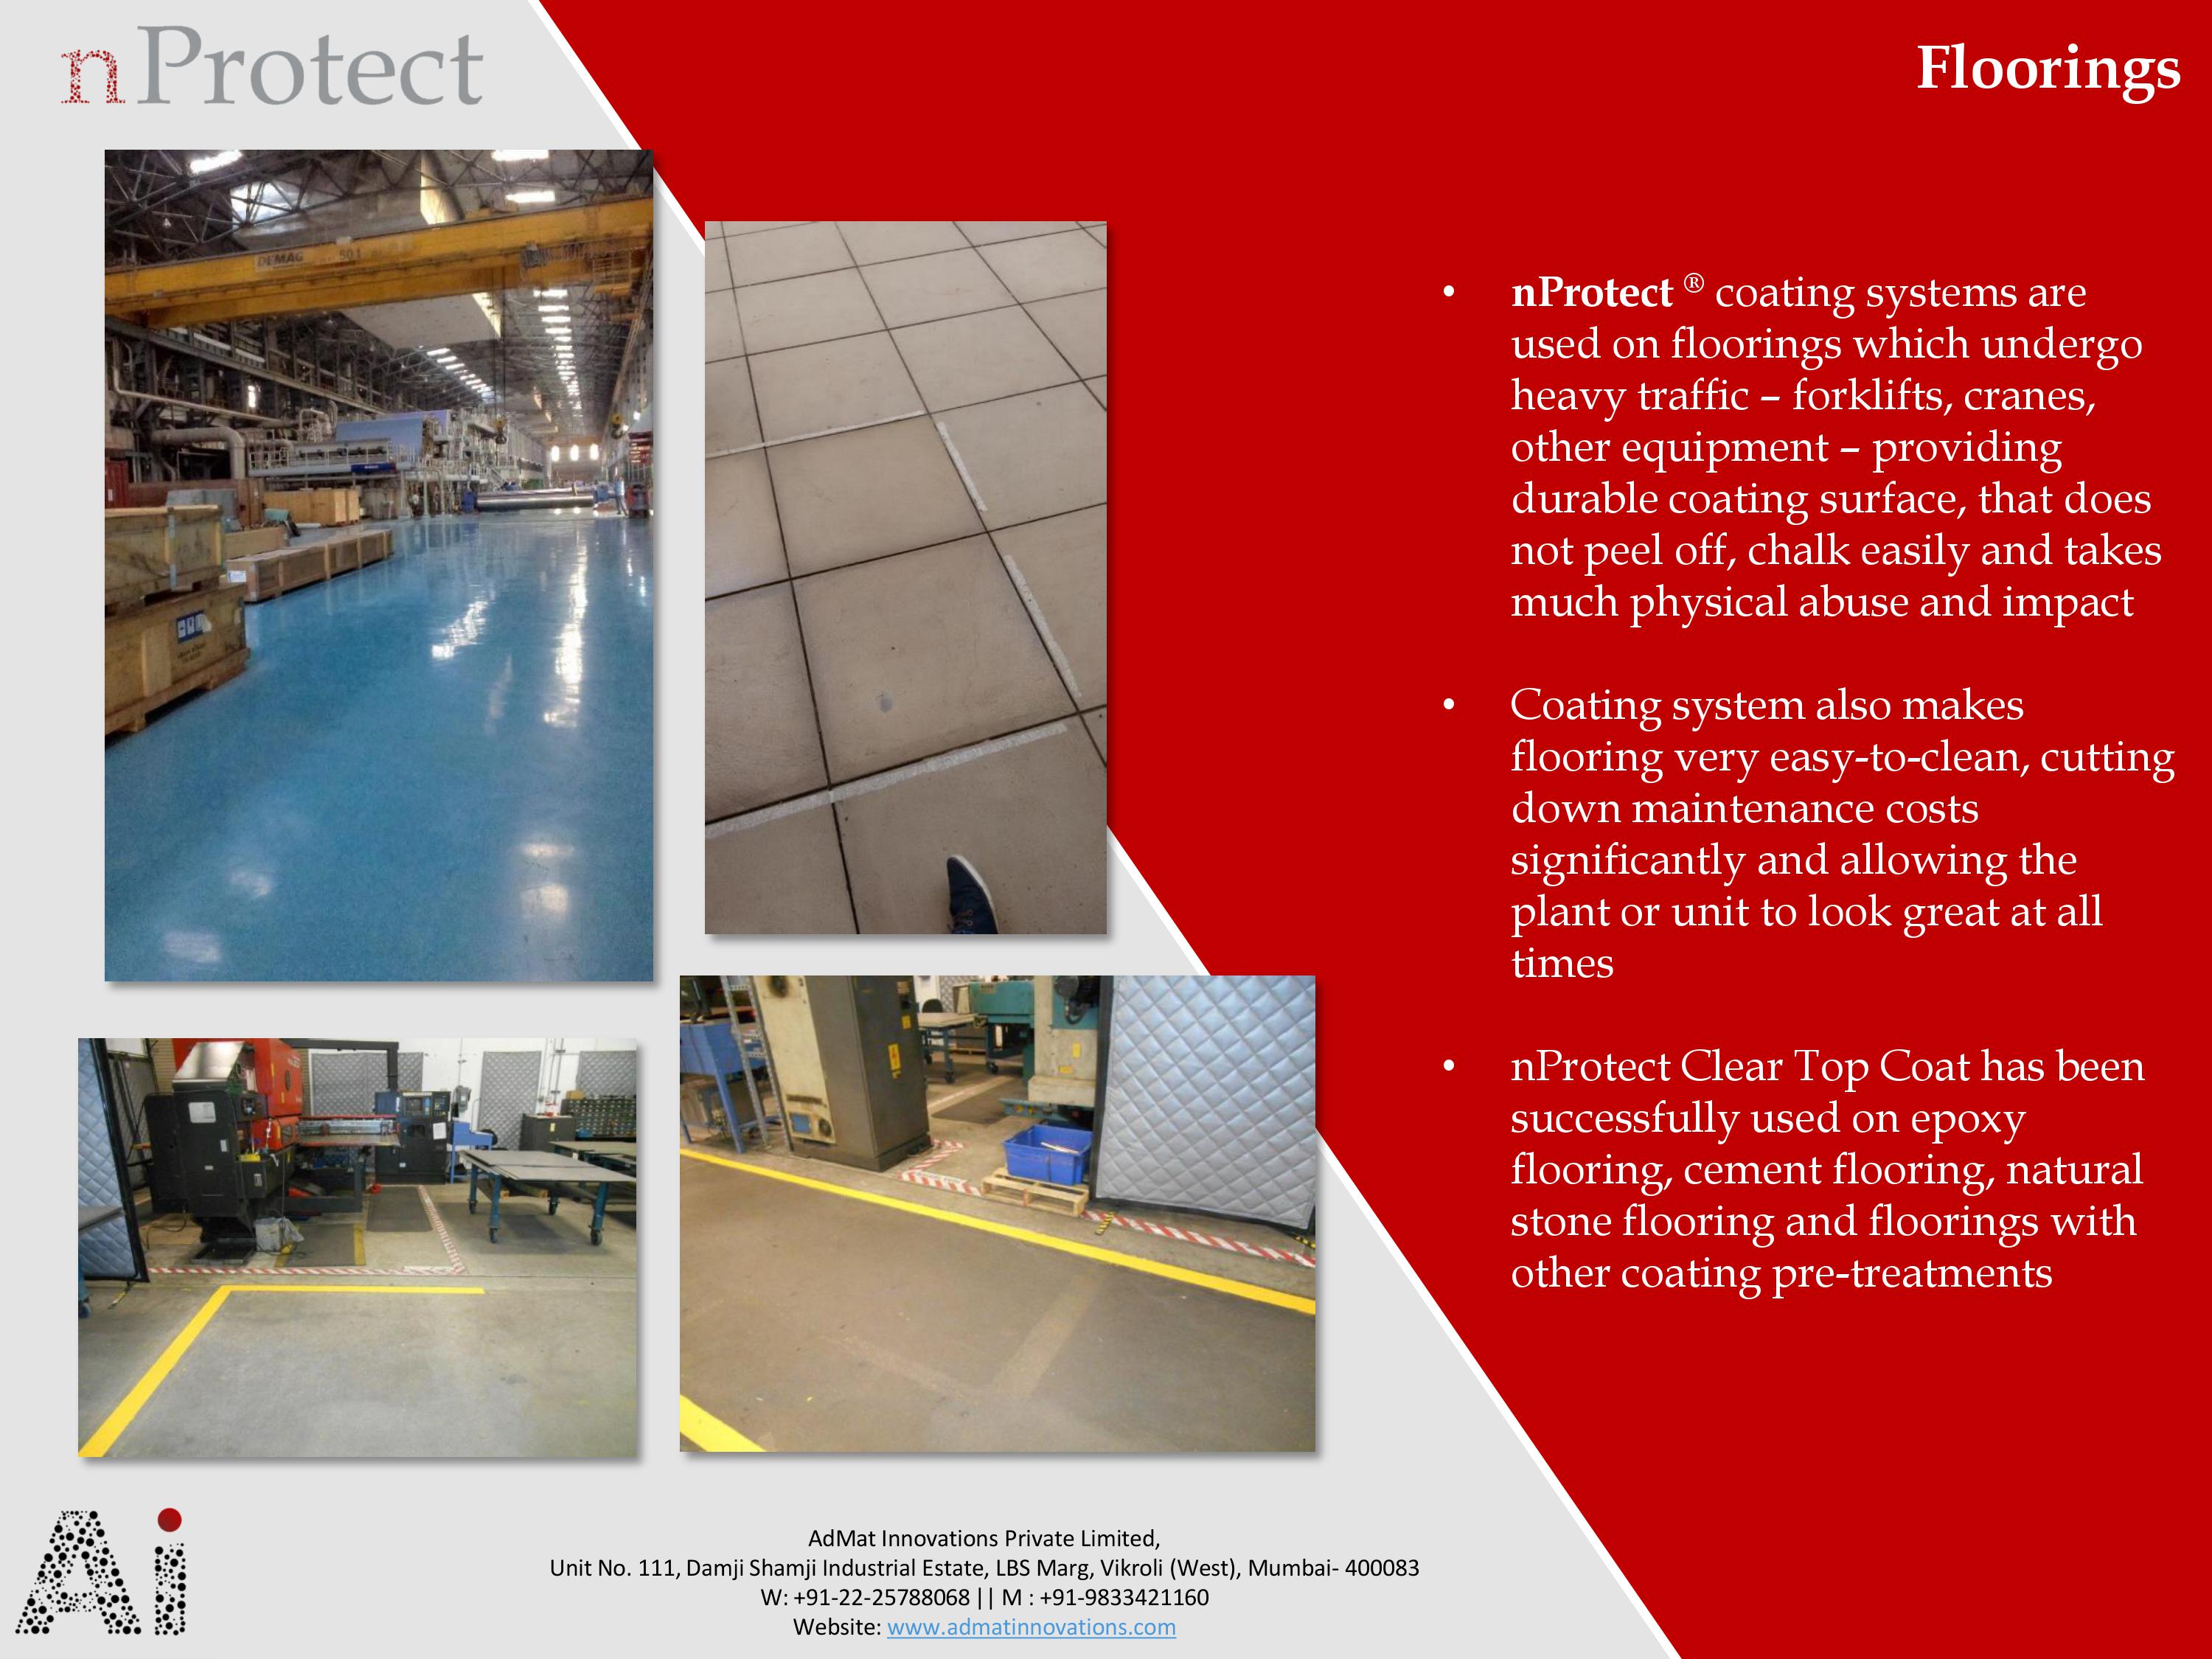 nProtect
Floorings
DEMAG 50 t
• nProtect ® coating systems are
used on floorings which undergo
heavy traffic – forklifts, cranes,
other equipment – providing
durable coating surface, that does
not peel off, chalk easily and takes
much physical abuse and impact
• Coating system also makes
flooring very easy-to-clean, cutting
down maintenance costs
significantly and allowing the
plant or unit to look great at all
times
• nProtect Clear Top Coat has been
successfully used on epoxy
flooring, cement flooring, natural
stone flooring and floorings with
other coating pre-treatments
Ai
AdMat Innovations Private Limited,
Unit No. 111, Damji Shamji Industrial Estate, LBS Marg, Vikroli (West), Mumbai- 400083
W: +91-22-25788068 || M : +91-9833421160
Website: www.admatinnovations.com